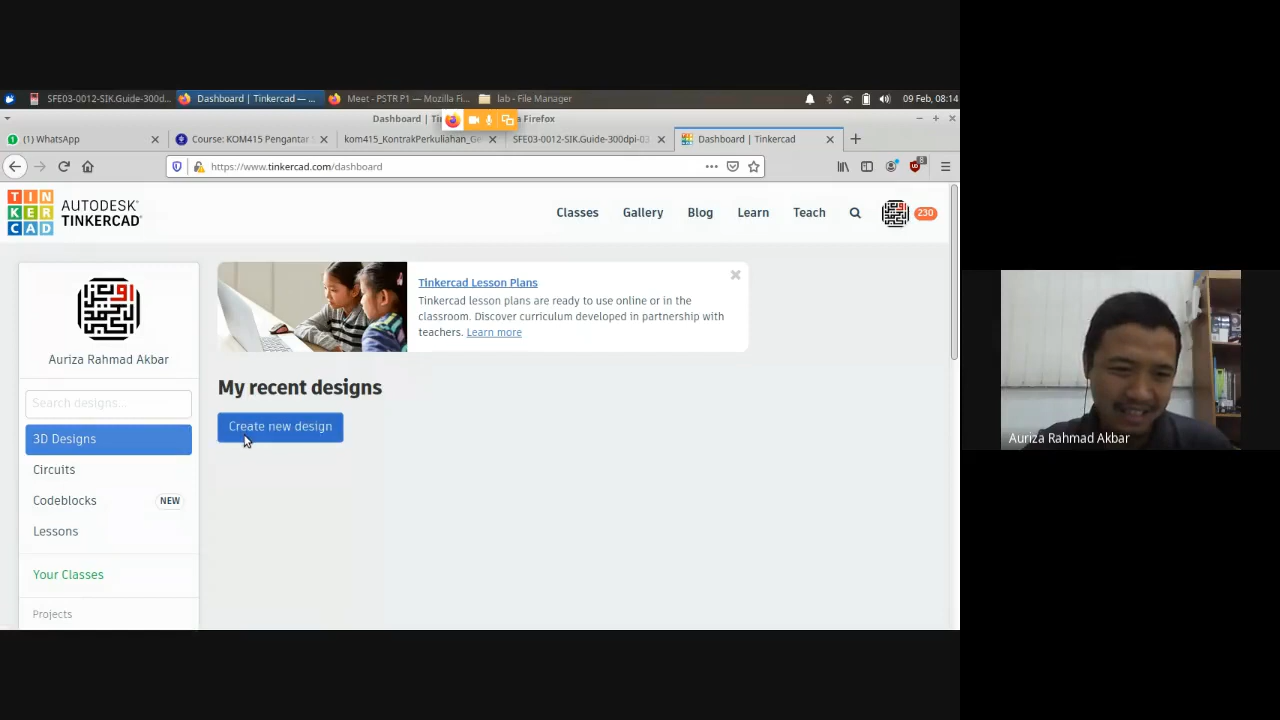 SFE03-0012-SIK.Guide-300d...
Dashboard | Tinkercad — ...
Meet - PSTR P1 — Mozilla Fi...
lab - File Manager
09 Feb, 08:14
Dashboard | Ti
a Firefox
(1) WhatsApp
Course: KOM415 Pengantar
kom415_KontrakPerkuliahan_Ge
SFE03-0012-SIK.Guide-300dpi-03
Dashboard | Tinkercad
https://www.tinkercad.com/dashboard
TIN
KER
CAD
AUTODESK
TINKERCAD
Classes
Gallery
Blog
Learn
Teach
230
Auriza Rahmad Akbar
Search designs...
3D Designs
Circuits
Codeblocks NEW
Lessons
Your Classes
Projects
Tinkercad Lesson Plans
Tinkercad lesson plans are ready to use online or in the
classroom. Discover curriculum developed in partnership with
teachers. Learn more
My recent designs
Create new design
Auriza Rahmad Akbar